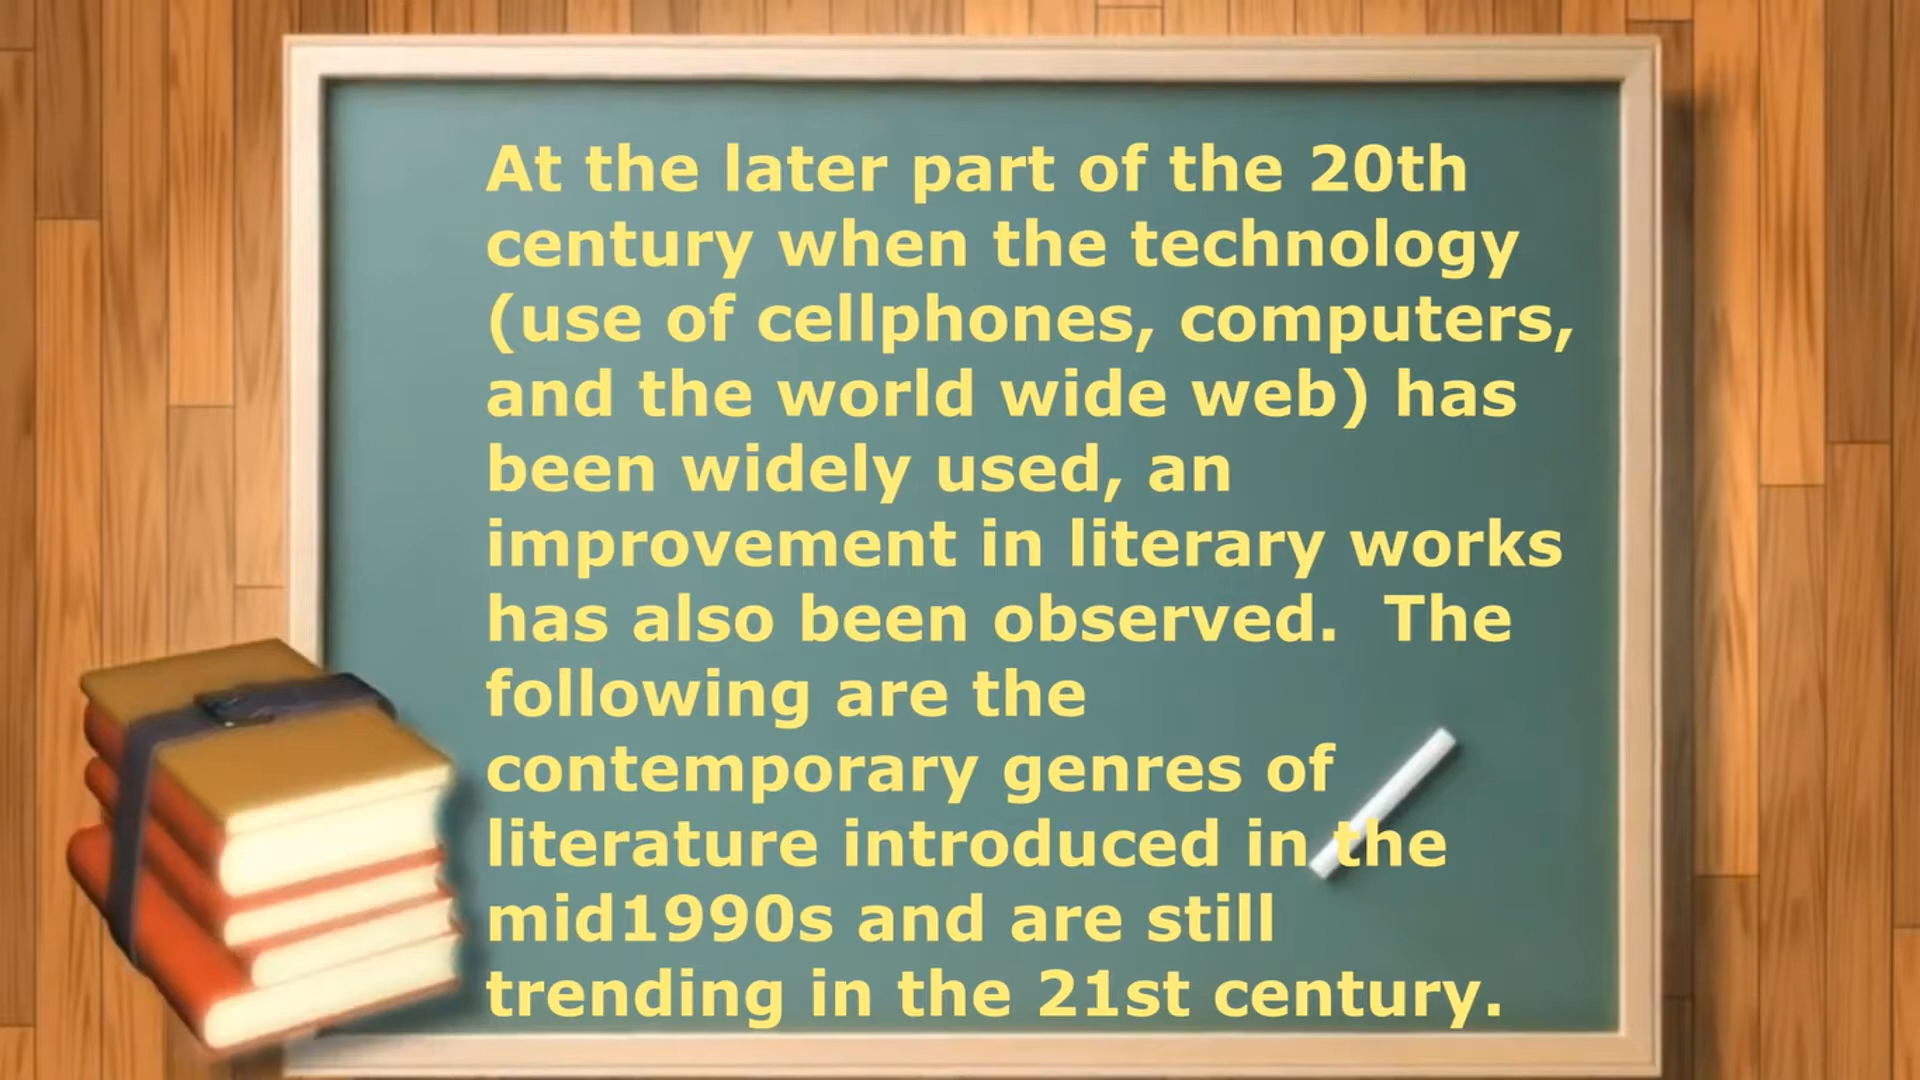 At the later part of the 20th
century when the technology
(use of cellphones, computers,
and the world wide web) has
been widely used, an
improvement in literary works
has also been observed.  The
following are the
contemporary genres of
literature introduced in the
mid1990s and are still
trending in the 21st century.